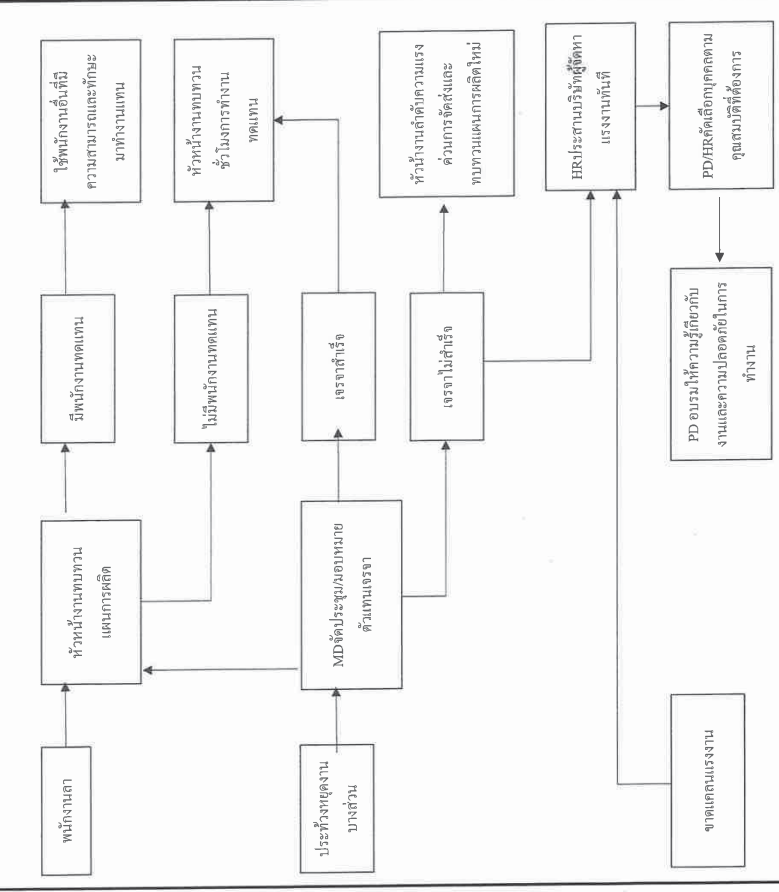 พนักงานลา
หัวหน้างานทบทวน
แผนการผลิต
มีพนักงานทดแทน
ใช้พนักงานอื่นที่มี
ความสามารถและทักษะ
มาทำงานแทน
ไม่มีพนักงานทดแทน
หัวหน้างานทบทวน
ชั่วโมงการทำงาน
ทดแทน
ประท้วงหยุดงาน
บางส่วน
MDจัดประชุม/มอบหมาย
ตัวแทนเจรจา
เจรจาสำเร็จ
เจรจาไม่สำเร็จ
หัวน้างานลำดับความแรง
ด่วนการจัดส่งและ
ทบทวนแผนการผลิตใหม่
ขาดแคลนแรงงาน
HRประสานบริษัทผู้จัดหา
แรงงานทันที
PD/HRคัดเลือกบุคคลตาม
คุณสมบัติที่ต้องการ
PD อบรมให้ความรู้เกี่ยวกับ
งานและความปลอดภัยในการ
ทำงาน